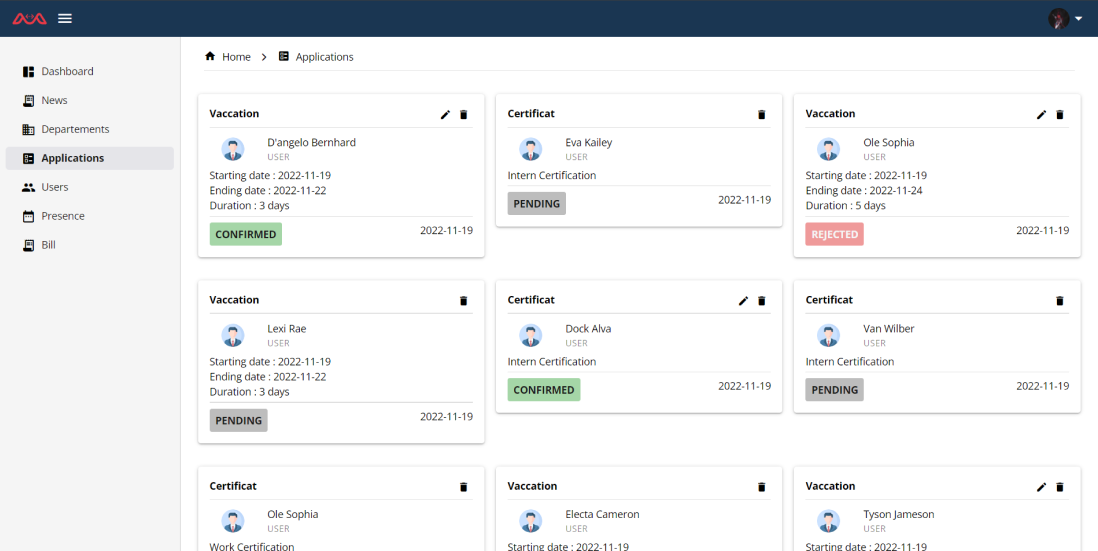 Home
Applications
Dashboard
News
Departements
Applications
Users
Presence
Bill
Vaccation
D'angelo Bernhard
USER
Starting date : 2022-11-19
Ending date : 2022-11-22
Duration : 3 days
CONFIRMED
2022-11-19
Certificat
Eva Kailey
USER
Intern Certification
PENDING
2022-11-19
Vaccation
Ole Sophia
USER
Starting date : 2022-11-19
Ending date : 2022-11-24
Duration : 5 days
REJECTED
2022-11-19
Vaccation
Lexi Rae
USER
Starting date : 2022-11-19
Ending date : 2022-11-22
Duration : 3 days
PENDING
2022-11-19
Certificat
Dock Alva
USER
Intern Certification
CONFIRMED
2022-11-19
Certificat
Van Wilber
USER
Intern Certification
PENDING
2022-11-19
Certificat
Ole Sophia
USER
Work Certification
Vaccation
Electa Cameron
USER
Starting date : 2022-11-19
Vaccation
Tyson Jameson
USER
Starting date : 2022-11-19